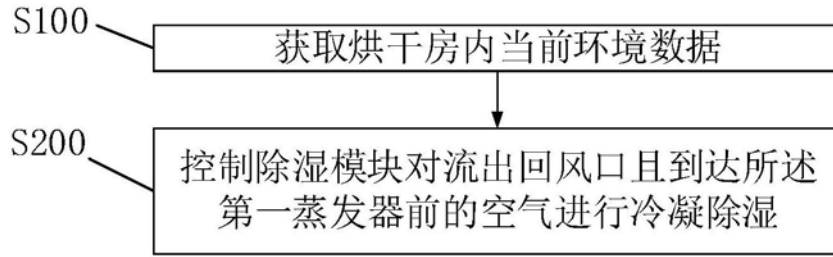 S100
获取烘干房内当前环境数据
S200
控制除湿模块对流出回风口且到达所述
第一蒸发器前的空气进行冷凝除湿